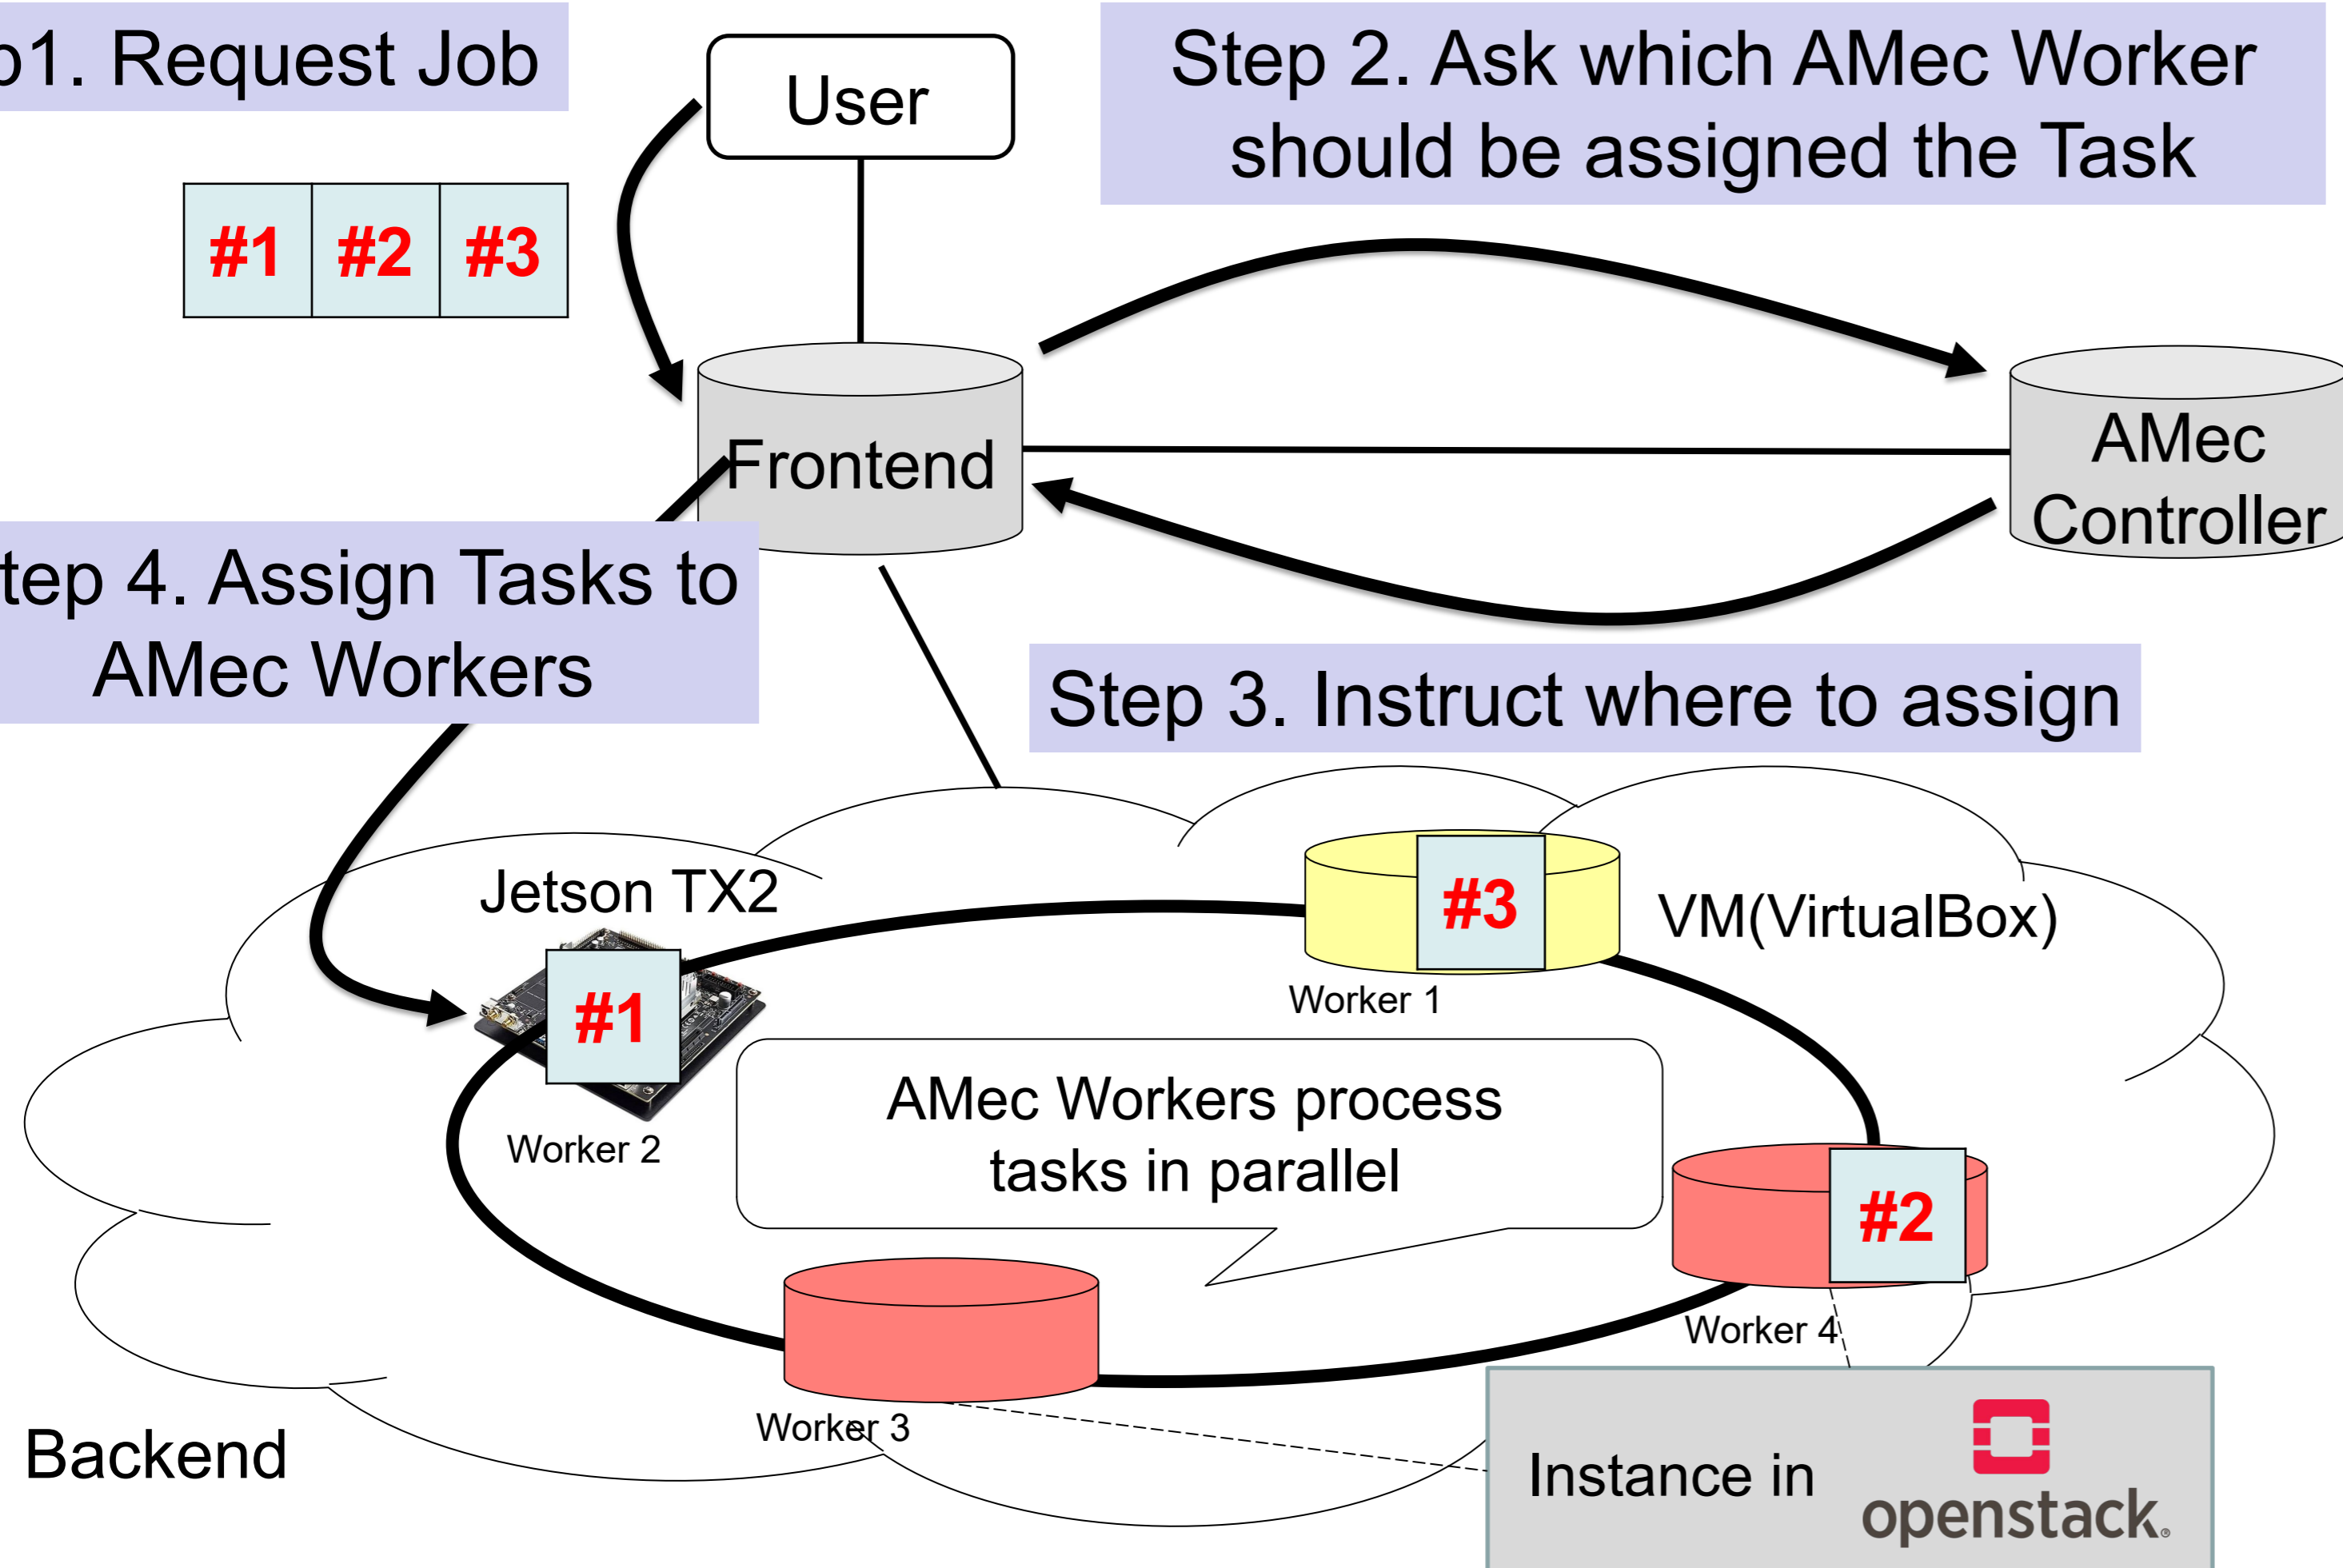 p1. Request Job
User
Step 2. Ask which AMec Worker
should be assigned the Task
#1 #2 #3
Frontend
AMec
Controller
tep 4. Assign Tasks to
AMec Workers
Step 3. Instruct where to assign
Jetson TX2
#3
VM(VirtualBox)
Worker 1
#1
Worker 2
AMec Workers process
tasks in parallel
#2
Worker 4
Worker 3
Backend
Instance in
openstack.